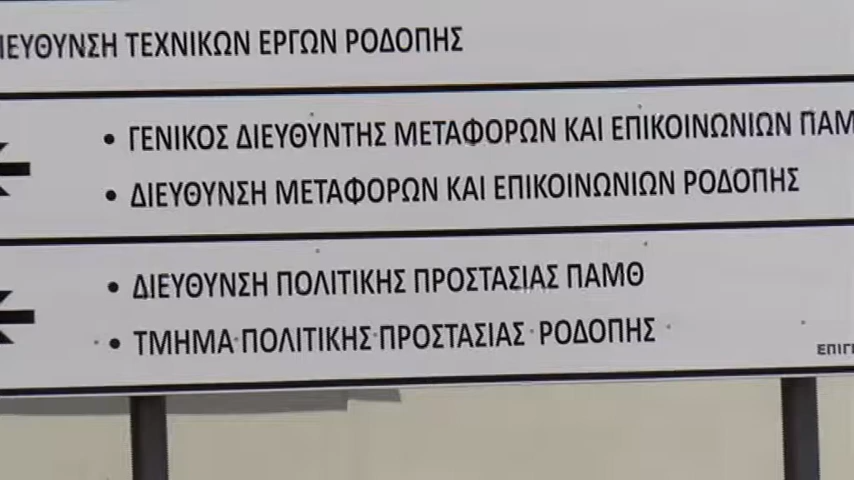 ΙΕΥΘΥΝΣΗ ΤΕΧΝΙΚΩΝ ΕΡΓΩΝ ΡΟΔΟΠΗΣ
• ΓΕΝΙΚΟΣ ΔΙΕΥΘΥΝΤΗΣ ΜΕΤΑΦΟΡΩΝ ΚΑΙ ΕΠΙΚΟΙΝΩΝΙΩΝ ΠΑΜ
• ΔΙΕΥΘΥΝΣΗ ΜΕΤΑΦΟΡΩΝ ΚΑΙ ΕΠΙΚΟΙΝΩΝΙΩΝ ΡΟΔΟΠΗΣ
• ΔΙΕΥΘΥΝΣΗ ΠΟΛΙΤΙΚΗΣ ΠΡΟΣΤΑΣΙΑΣ ΠΑΜΘ
• ΤΜΗΜΑ ΠΟΛΙΤΙΚΗΣ ΠΡΟΣΤΑΣΙΑΣ ΡΟΔΟΠΗΣ